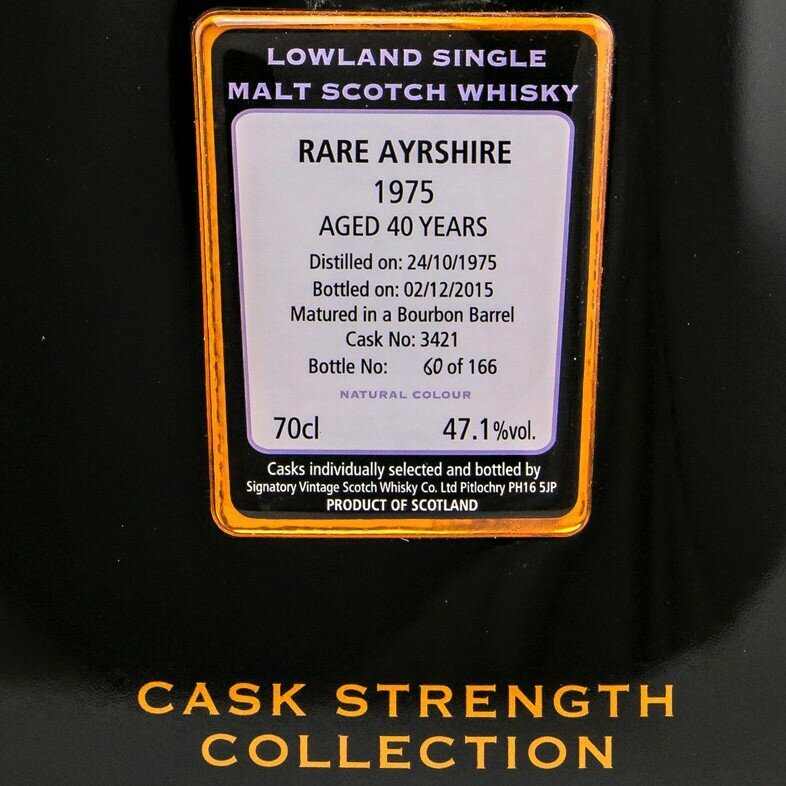 LOWLAND SINGLE
MALT SCOTCH WHISKY
RARE AYRSHIRE
1975
AGED 40 YEARS
Distilled on: 24/10/1975
Bottled on: 02/12/2015
Matured in a Bourbon Barrel
Cask No: 3421
Bottle No: 60 of 166
NATURAL COLOUR
70cl 47.1%vol.
Casks individually selected and bottled by
Signatory Vintage Scotch Whisky Co. Ltd Pitlochry PH16 5JP
PRODUCT OF SCOTLAND
CASK STRENGTH
COLLECTION